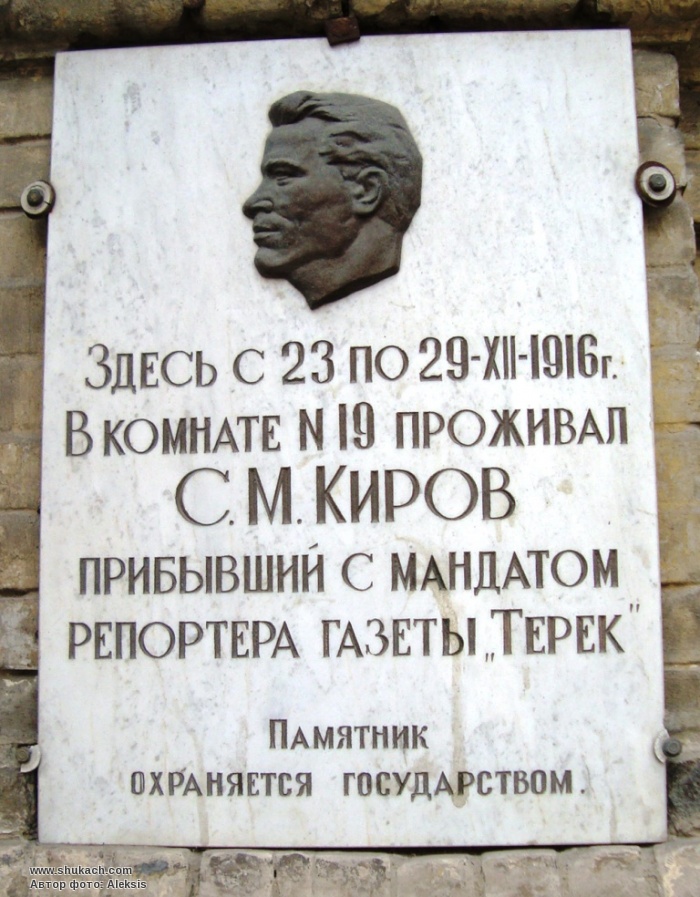 Здесь с 23 по 29-XII-1916г.
В комнате N 19 проживал
С.М. Киров
прибывший с мандатом
репортера газеты „Терек"
Памятник
охраняется государством.
www.shukach.com
Автор фото: Aleksis